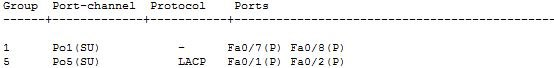 Group  Port-channel  Protocol    Ports
------+-------------+-----------+-----------------------------------------------
1      Po1(SU)          -        Fa0/7(P)  Fa0/8(P)
5      Po5(SU)         LACP      Fa0/1(P)  Fa0/2(P)